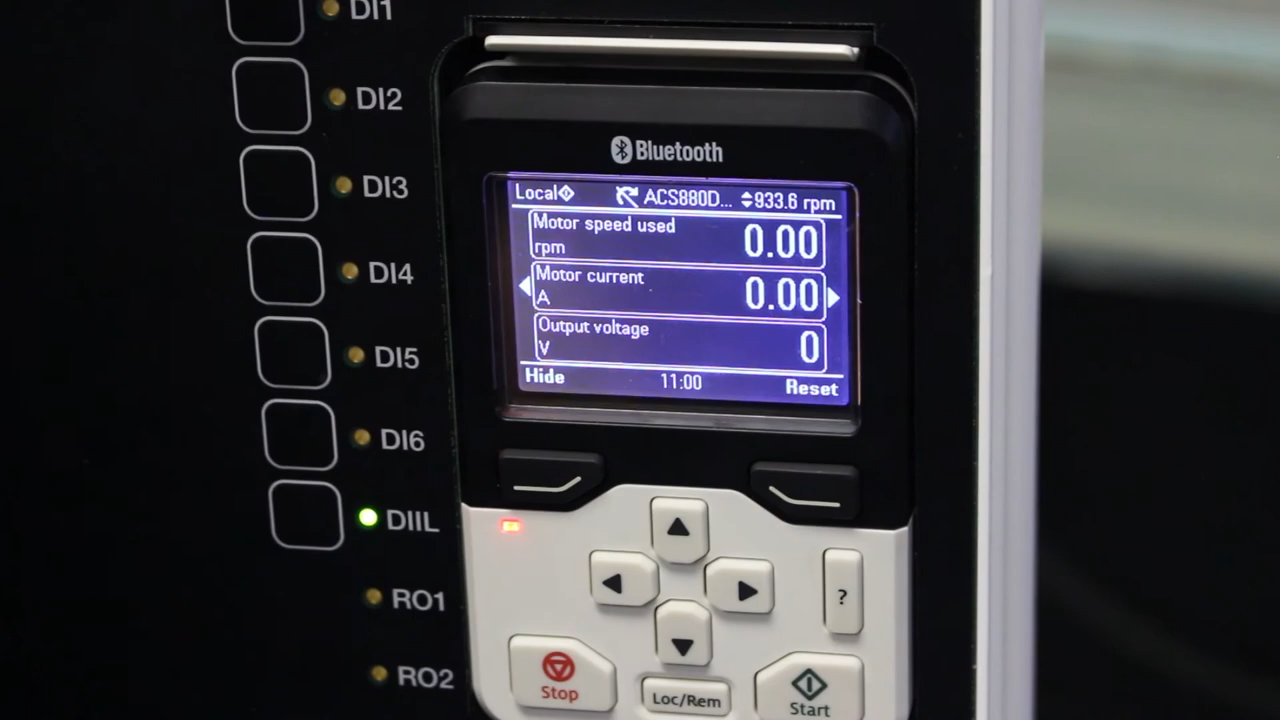 DI1
DI2
DI3
DI4
DI5
DI6
DIIL
RO1
RO2
Bluetooth
Local ACS880D... 933.6 rpm
Motor speed used
rpm 0.00
Motor current
A 0.00
Output voltage
V 0
Hide 11:00 Reset
?
Stop Loc/Rem Start